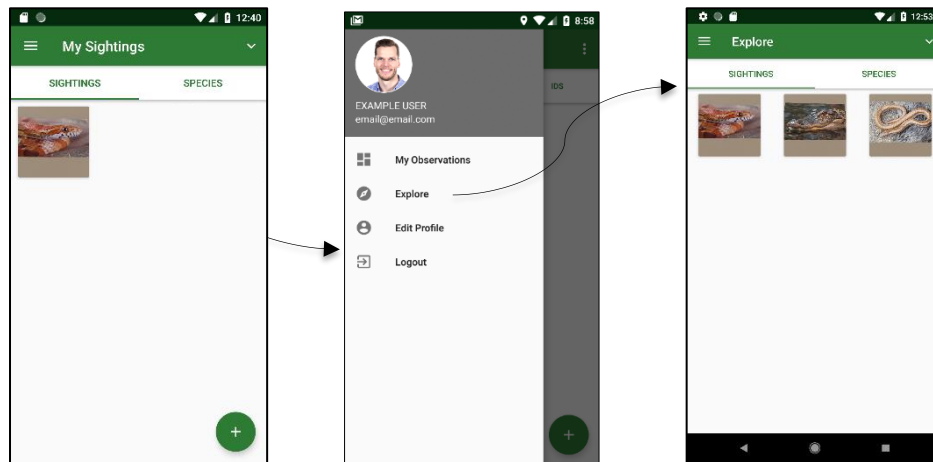 12:40
My Sightings
SIGHTINGS SPECIES
+
8:58
EXAMPLE USER
email@email.com
IDS
My Observations
Explore
Edit Profile
Logout
+
12:53
Explore
SIGHTINGS SPECIES